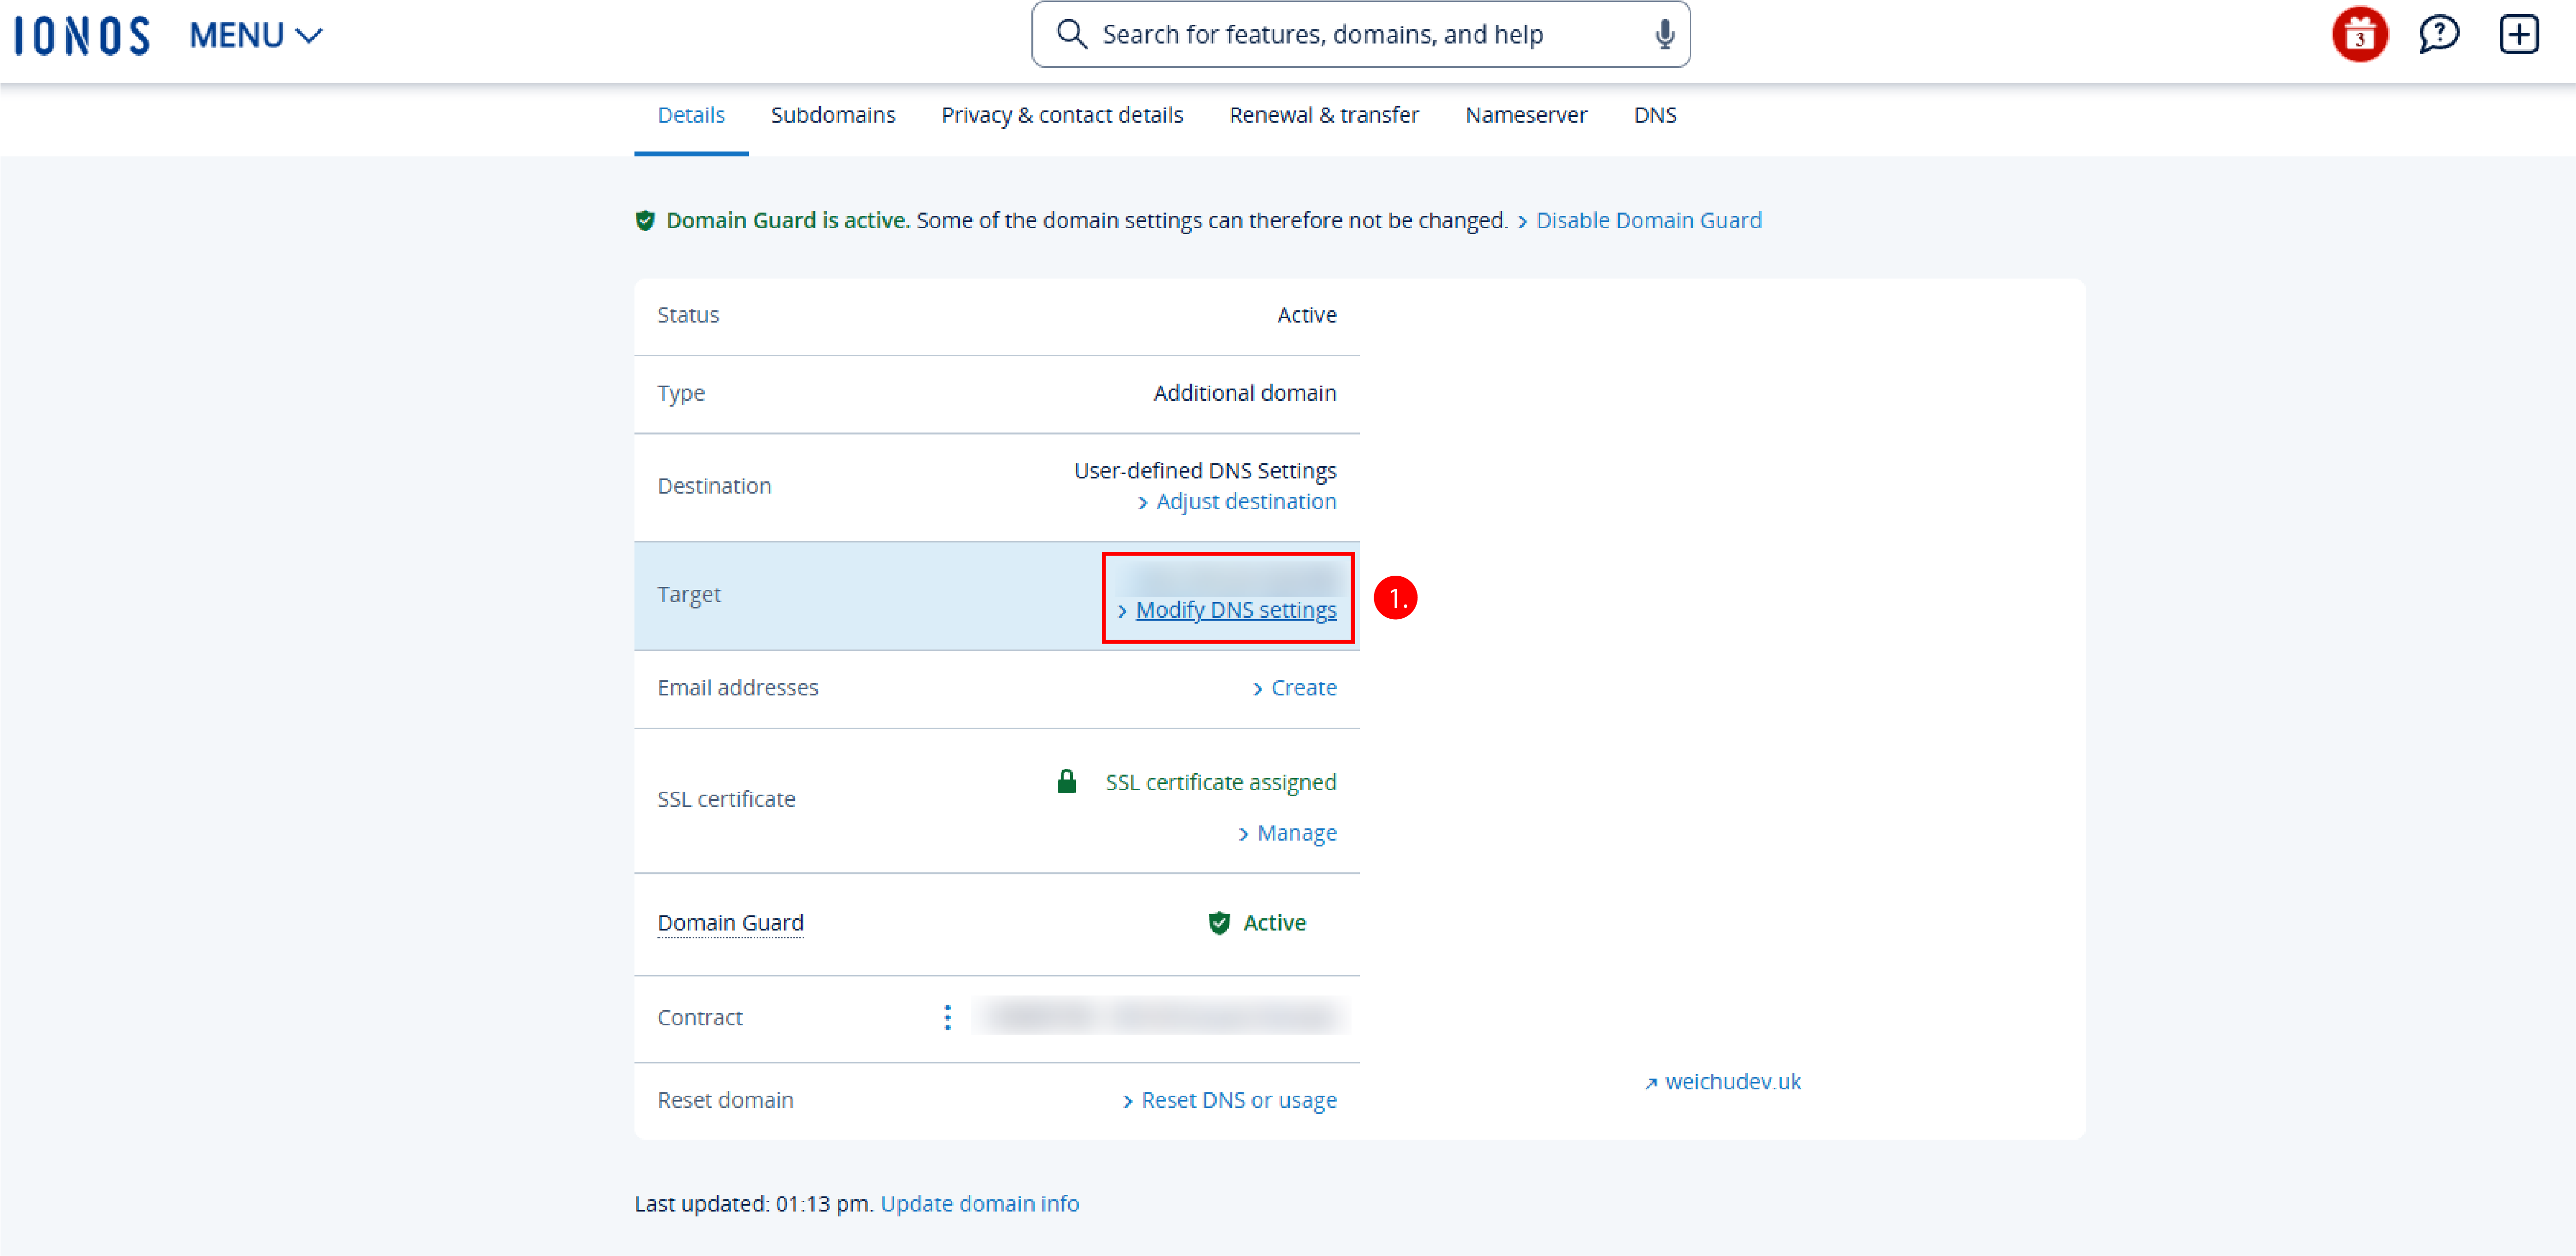 IONOS MENU Search for features, domains, and help 3 ?
Details Subdomains Privacy & contact details Renewal & transfer Nameserver DNS
Domain Guard is active. Some of the domain settings can therefore not be changed. > Disable Domain Guard
Status Active
Type Additional domain
Destination User-defined DNS Settings
> Adjust destination
Target > Modify DNS settings 1.
Email addresses > Create
SSL certificate SSL certificate assigned
> Manage
Domain Guard Active
Contract
Reset domain > Reset DNS or usage
weichudev.uk
Last updated: 01:13 pm. Update domain info